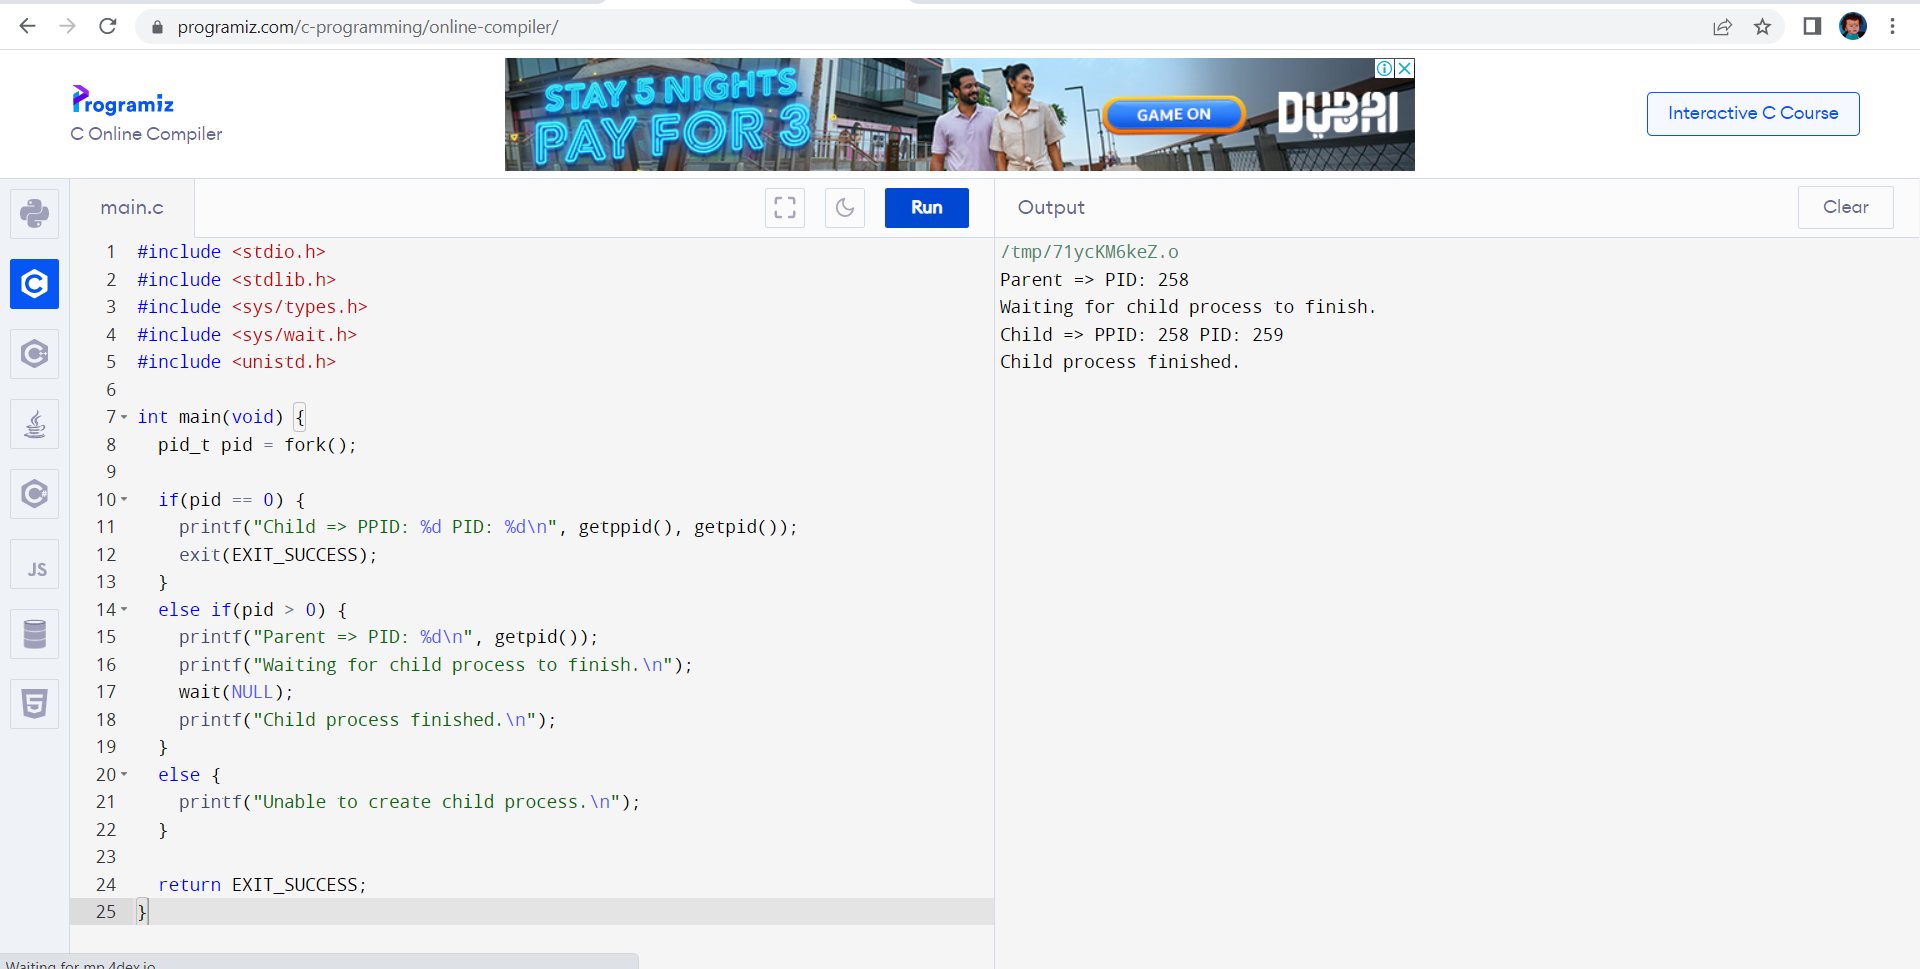 programiz.com/c-programming/online-compiler/
Programiz
C Online Compiler
STAY 5 NIGHTS
PAY FOR 3
GAME ON
DUBAI
Interactive C Course
main.c
Run
Output
Clear
1 #include <stdio.h>
2 #include <stdlib.h>
3 #include <sys/types.h>
4 #include <sys/wait.h>
5 #include <unistd.h>
6
7 int main(void) {
8 pid_t pid = fork();
9
10 if(pid == 0) {
11 printf("Child => PPID: %d PID: %d\n", getppid(), getpid());
12 exit(EXIT_SUCCESS);
13 }
14 else if(pid > 0) {
15 printf("Parent => PID: %d\n", getpid());
16 printf("Waiting for child process to finish.\n");
17 wait(NULL);
18 printf("Child process finished.\n");
19 }
20 else {
21 printf("Unable to create child process.\n");
22 }
23
24 return EXIT_SUCCESS;
25 }
/tmp/71ycKM6keZ.o
Parent => PID: 258
Waiting for child process to finish.
Child => PPID: 258 PID: 259
Child process finished.
JS
Waiting for mp.4dex.io